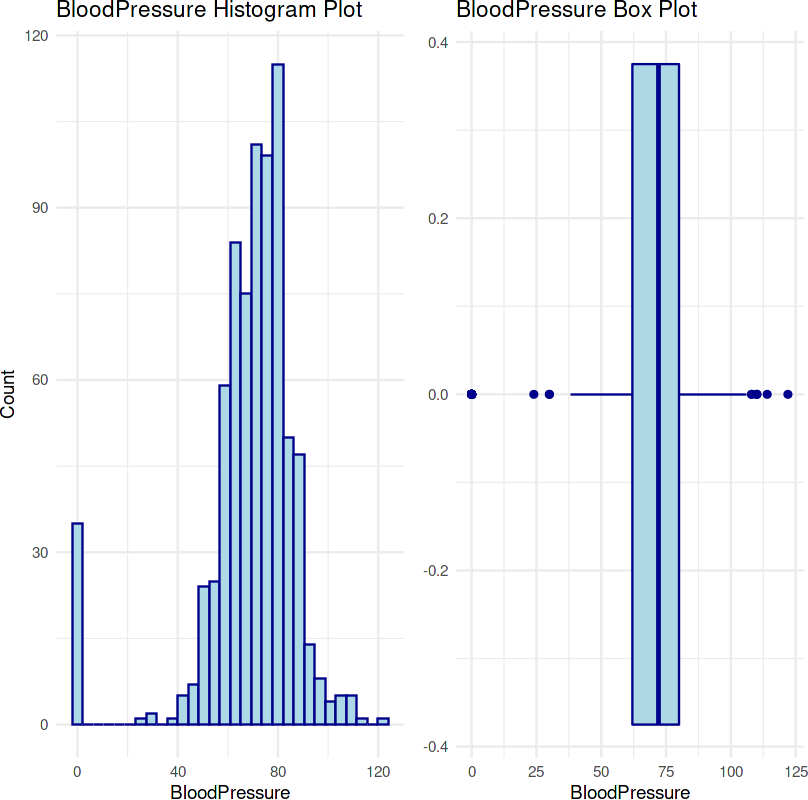 BloodPressure Histogram Plot
120
90
60
30
0
Count
0 40 80 120
BloodPressure
BloodPressure Box Plot
0.4
0.2
0.0
-0.2
-0.4
0 25 50 75 100 125
BloodPressure